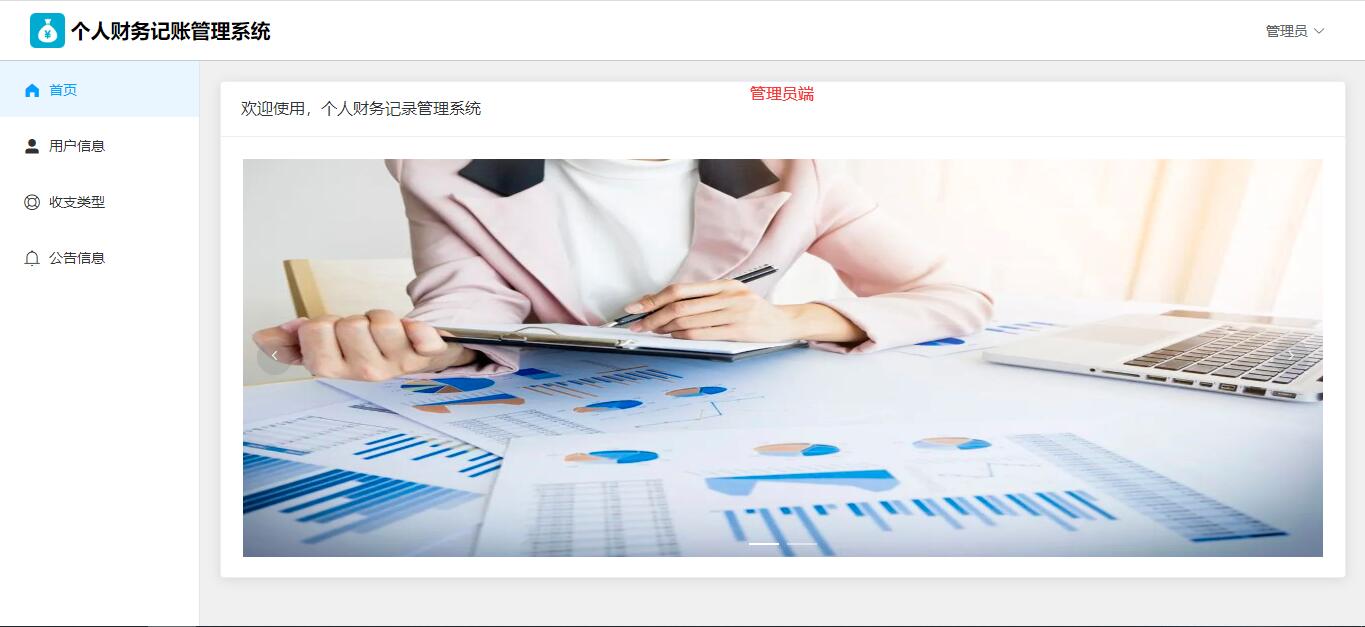 个人财务记账管理系统
管理员
首页
用户信息
收支类型
公告信息
管理员端
欢迎使用，个人财务记录管理系统